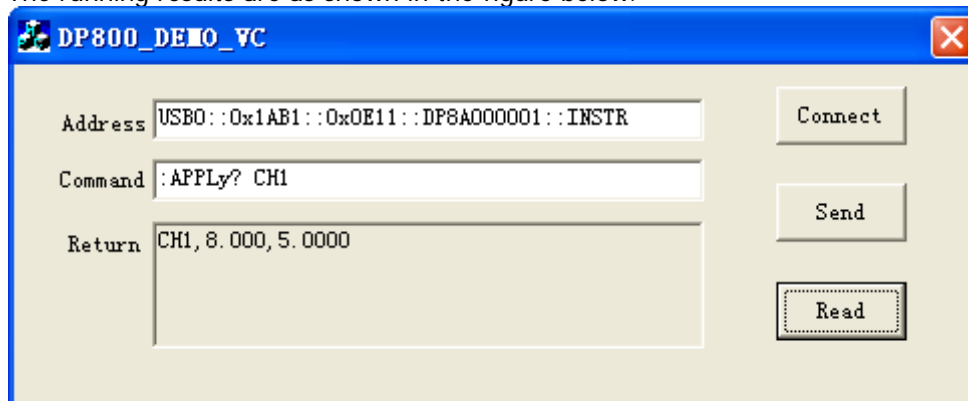 The running results are as shown in the figure below.
DP800_DEMO_VC
Address USB0::0x1AB1::0x0E11::DP8A000001::INSTR
Connect
Command :APPLy? CH1
Send
Return CH1,8.000,5.0000
Read